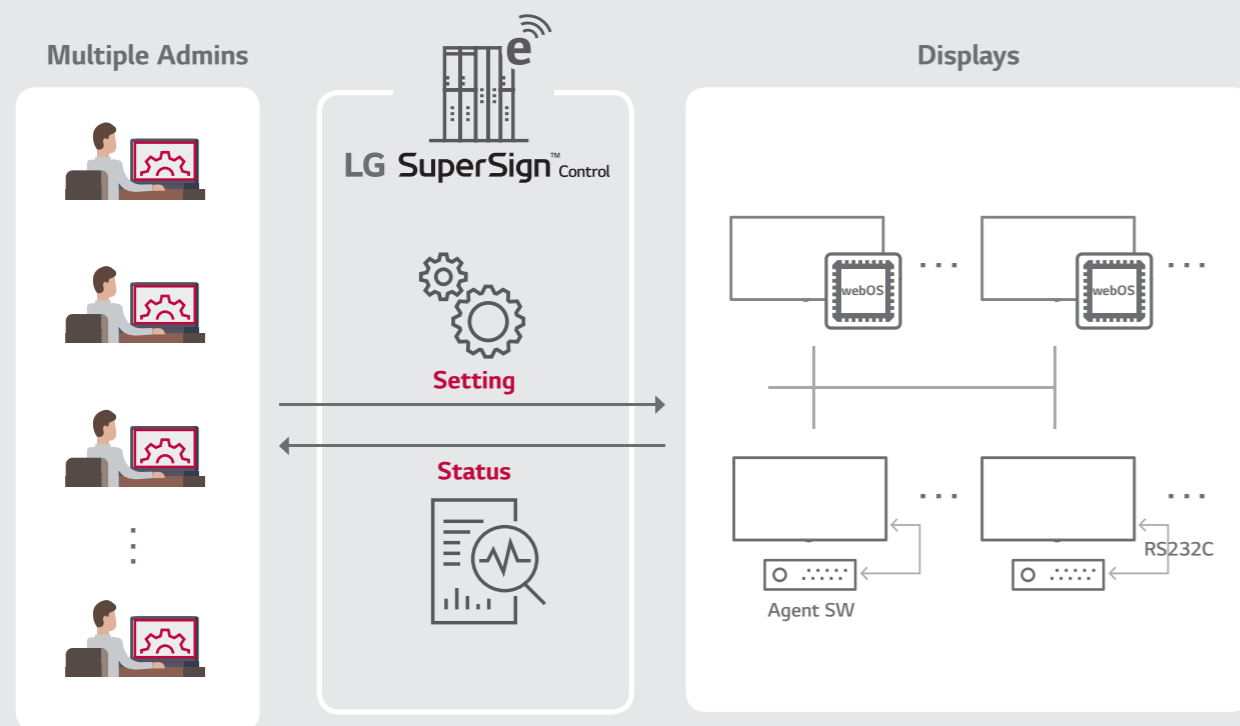 Multiple Admins
e
LG SuperSign™ Control
Displays
webOS
webOS
Setting
Status
RS232C
Agent SW